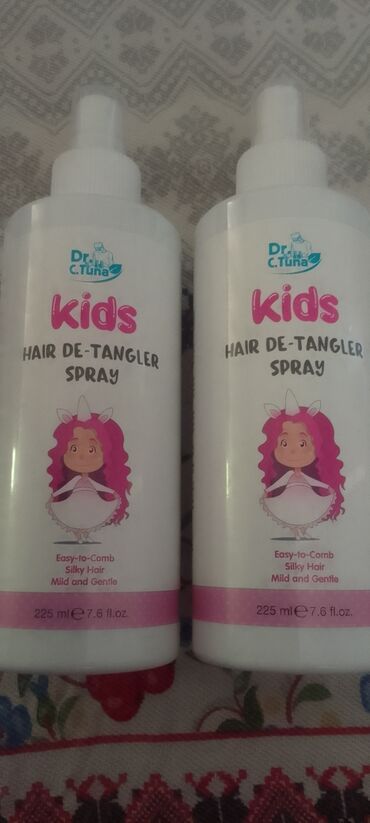 Dr.
C.Tuna
Kids
HAIR DE-TANGLER
SPRAY
Easy-to-Comb
Silky Hair
Mild and Gentle
225 ml e 7.6 fl.oz.
Dr.
C.Tuna
Kids
HAIR DE-TANGLER
SPRAY
Easy-to-Comb
Silky Hair
Mild and Gentle
225 ml e 7.6 fl.oz.